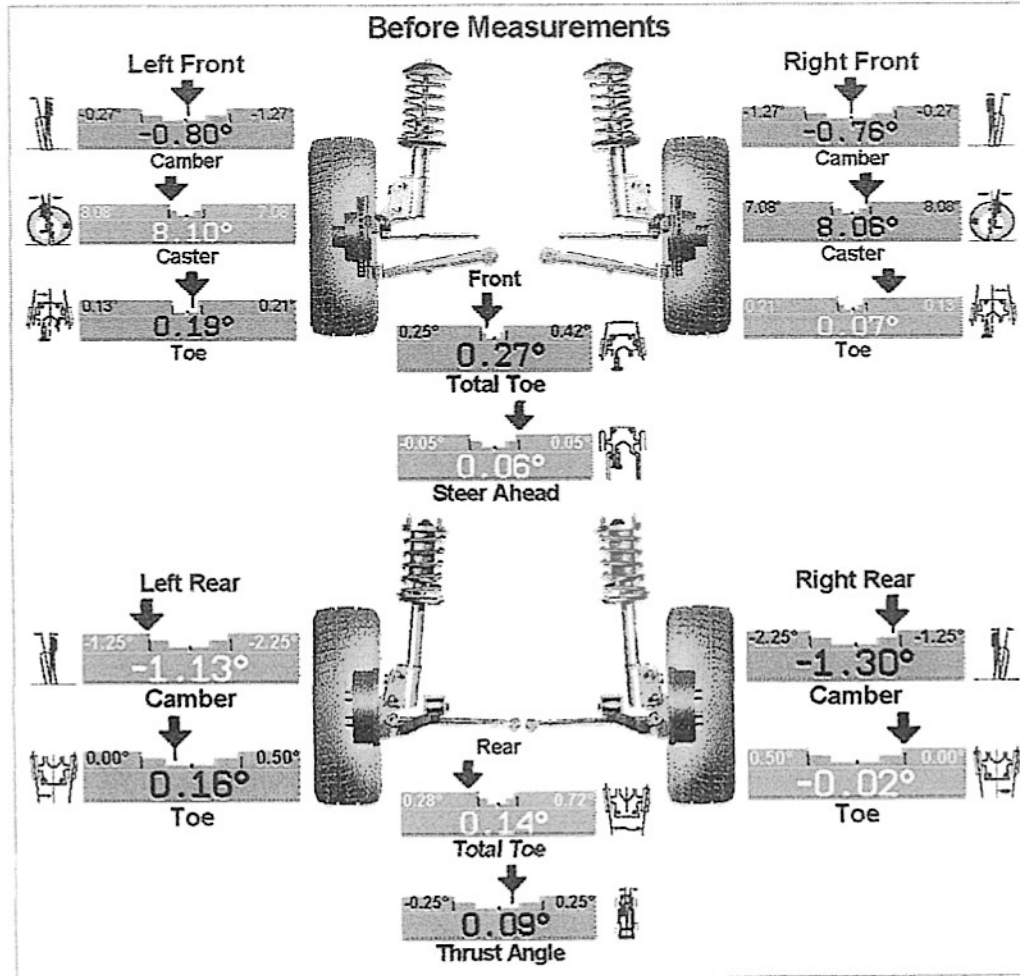 Before Measurements
Left Front
Right Front
-0.27° -1.27°
-0.80°
Camber
-1.27° -0.27°
-0.76°
Camber
8.08° 7.08°
8.10°
Caster
7.08° 8.08°
8.06°
Caster
0.13° 0.21°
0.19°
Toe
0.21° 0.13°
0.07°
Toe
Front
0.25° 0.42°
0.27°
Total Toe
-0.05° 0.05°
0.06°
Steer Ahead
Left Rear
Right Rear
-1.25° -2.25°
-1.13°
Camber
-2.25° -1.25°
-1.30°
Camber
0.00° 0.50°
0.16°
Toe
0.50° 0.00°
-0.02°
Toe
Rear
0.28° 0.72°
0.14°
Total Toe
-0.25° 0.25°
0.09°
Thrust Angle